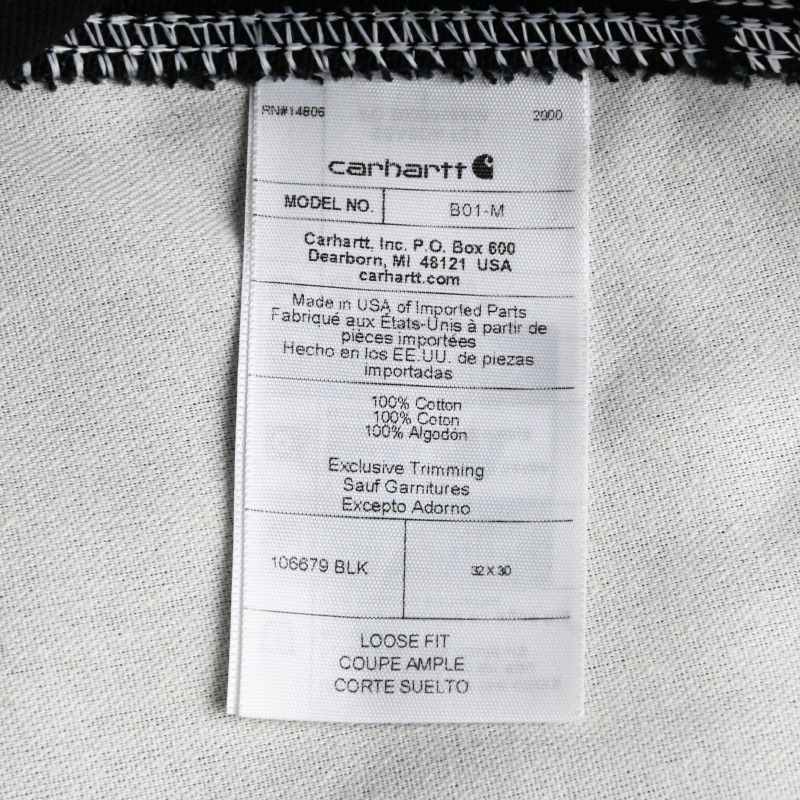 RN#14806 2000
carhartt
MODEL NO. B01-M
Carhartt, Inc. P.O. Box 600
Dearborn, MI 48121 USA
carhartt.com
Made in USA of Imported Parts
Fabriqué aux États-Unis à partir de
pièces importées
Hecho en los EE.UU. de piezas
importadas
100% Cotton
100% Coton
100% Algodón
Exclusive Trimming
Sauf Garnitures
Excepto Adorno
106679 BLK 32 X 30
LOOSE FIT
COUPE AMPLE
CORTE SUELTO